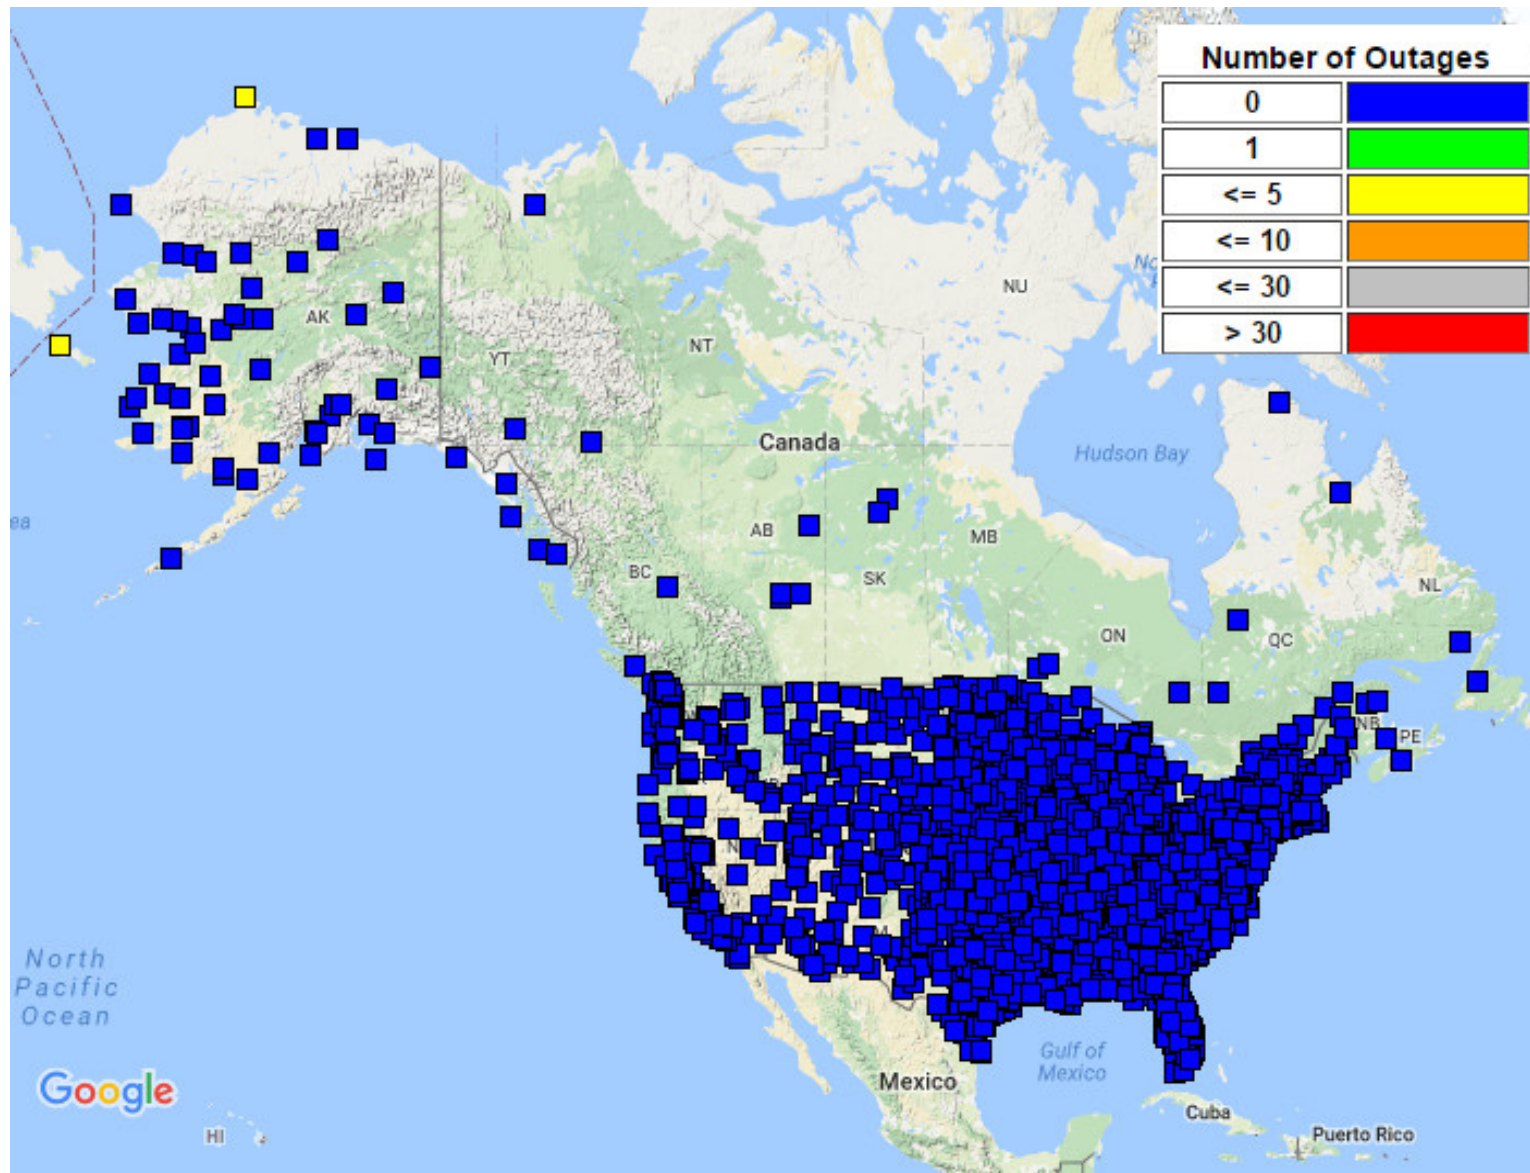 Number of Outages
0
1
<= 5
<= 10
<= 30
> 30
NU
AK
NT
YT
Canada
Hudson Bay
ea
AB
MB
BC
SK
NL
ON
QC
NB
PE
North
Pacific
Ocean
Gulf of
Mexico
Google
Mexico
Cuba
HI
Puerto Rico